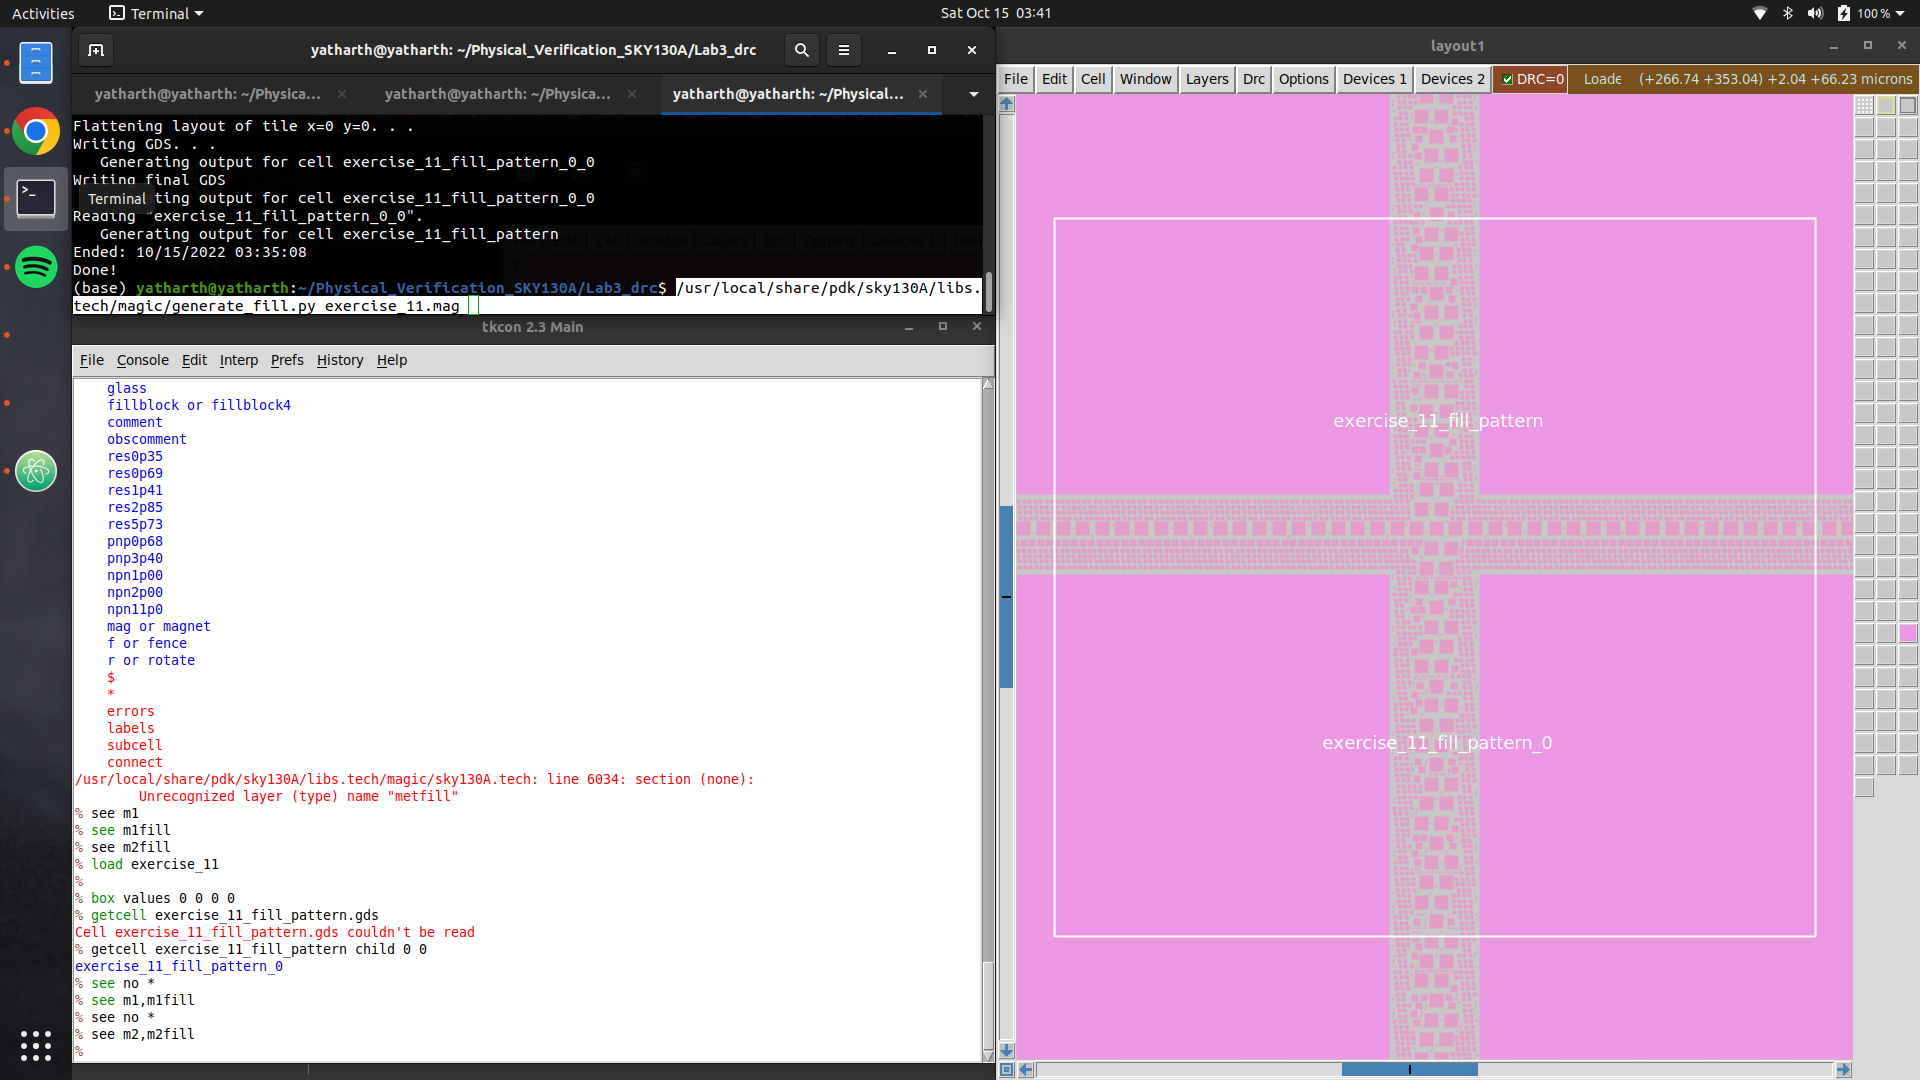 Activities
Terminal
Sat Oct 15 03:41
100 %
yatharth@yatharth: ~/Physical_Verification_SKY130A/Lab3_drc
yatharth@yatharth: ~/Physica...
yatharth@yatharth: ~/Physica...
yatharth@yatharth: ~/Physical...
Flattening layout of tile x=0 y=0. . .
Writing GDS. . .
Generating output for cell exercise_11_fill_pattern_0_0
Writing final GDS
ting output for cell exercise_11_fill_pattern_0_0
Terminal
Reading "exercise_11_fill_pattern_0_0".
Generating output for cell exercise_11_fill_pattern
Ended: 10/15/2022 03:35:08
Done!
(base) yatharth@yatharth:~/Physical_Verification_SKY130A/Lab3_drc$ /usr/local/share/pdk/sky130A/libs.
tech/magic/generate_fill.py exercise_11.mag
tkcon 2.3 Main
File Console Edit Interp Prefs History Help
glass
fillblock or fillblock4
comment
obscomment
res0p35
res0p69
res1p41
res2p85
res5p73
pnp0p68
pnp3p40
npn1p00
npn2p00
npn11p0
mag or magnet
f or fence
r or rotate
$
*
errors
labels
subcell
connect
/usr/local/share/pdk/sky130A/libs.tech/magic/sky130A.tech: line 6034: section (none):
Unrecognized layer (type) name "metfill"
% see m1
% see m1fill
% see m2fill
% load exercise_11
%
% box values 0 0 0 0
% getcell exercise_11_fill_pattern.gds
Cell exercise_11_fill_pattern.gds couldn't be read
% getcell exercise_11_fill_pattern child 0 0
exercise_11_fill_pattern_0
% see no *
% see m1,m1fill
% see no *
% see m2,m2fill
%
layout1
File Edit Cell Window Layers Drc Options Devices 1 Devices 2 DRC=0 Loade (+266.74 +353.04) +2.04 +66.23 microns
exercise_11_fill_pattern
exercise_11_fill_pattern_0